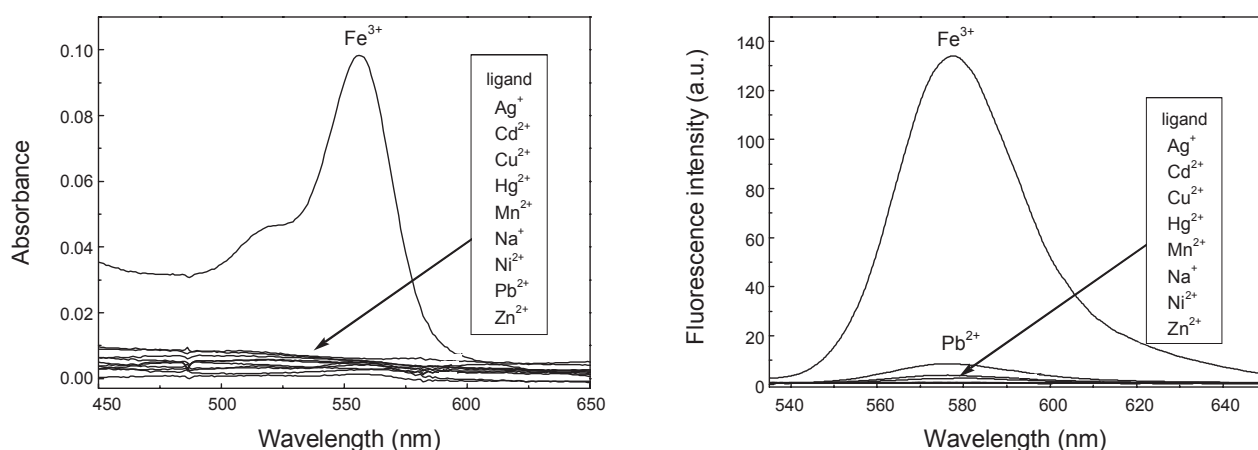 Fe³⁺
ligand
Ag⁺
Cd²⁺
Cu²⁺
Hg²⁺
Mn²⁺
Na⁺
Ni²⁺
Pb²⁺
Zn²⁺
Absorbance
0.10
0.08
0.06
0.04
0.02
0.00
450
500
550
600
650
Wavelength (nm)
Fe³⁺
ligand
Ag⁺
Cd²⁺
Cu²⁺
Hg²⁺
Mn²⁺
Na⁺
Ni²⁺
Zn²⁺
Pb²⁺
Fluorescence intensity (a.u.)
140
120
100
80
60
40
20
0
540
560
580
600
620
640
Wavelength (nm)